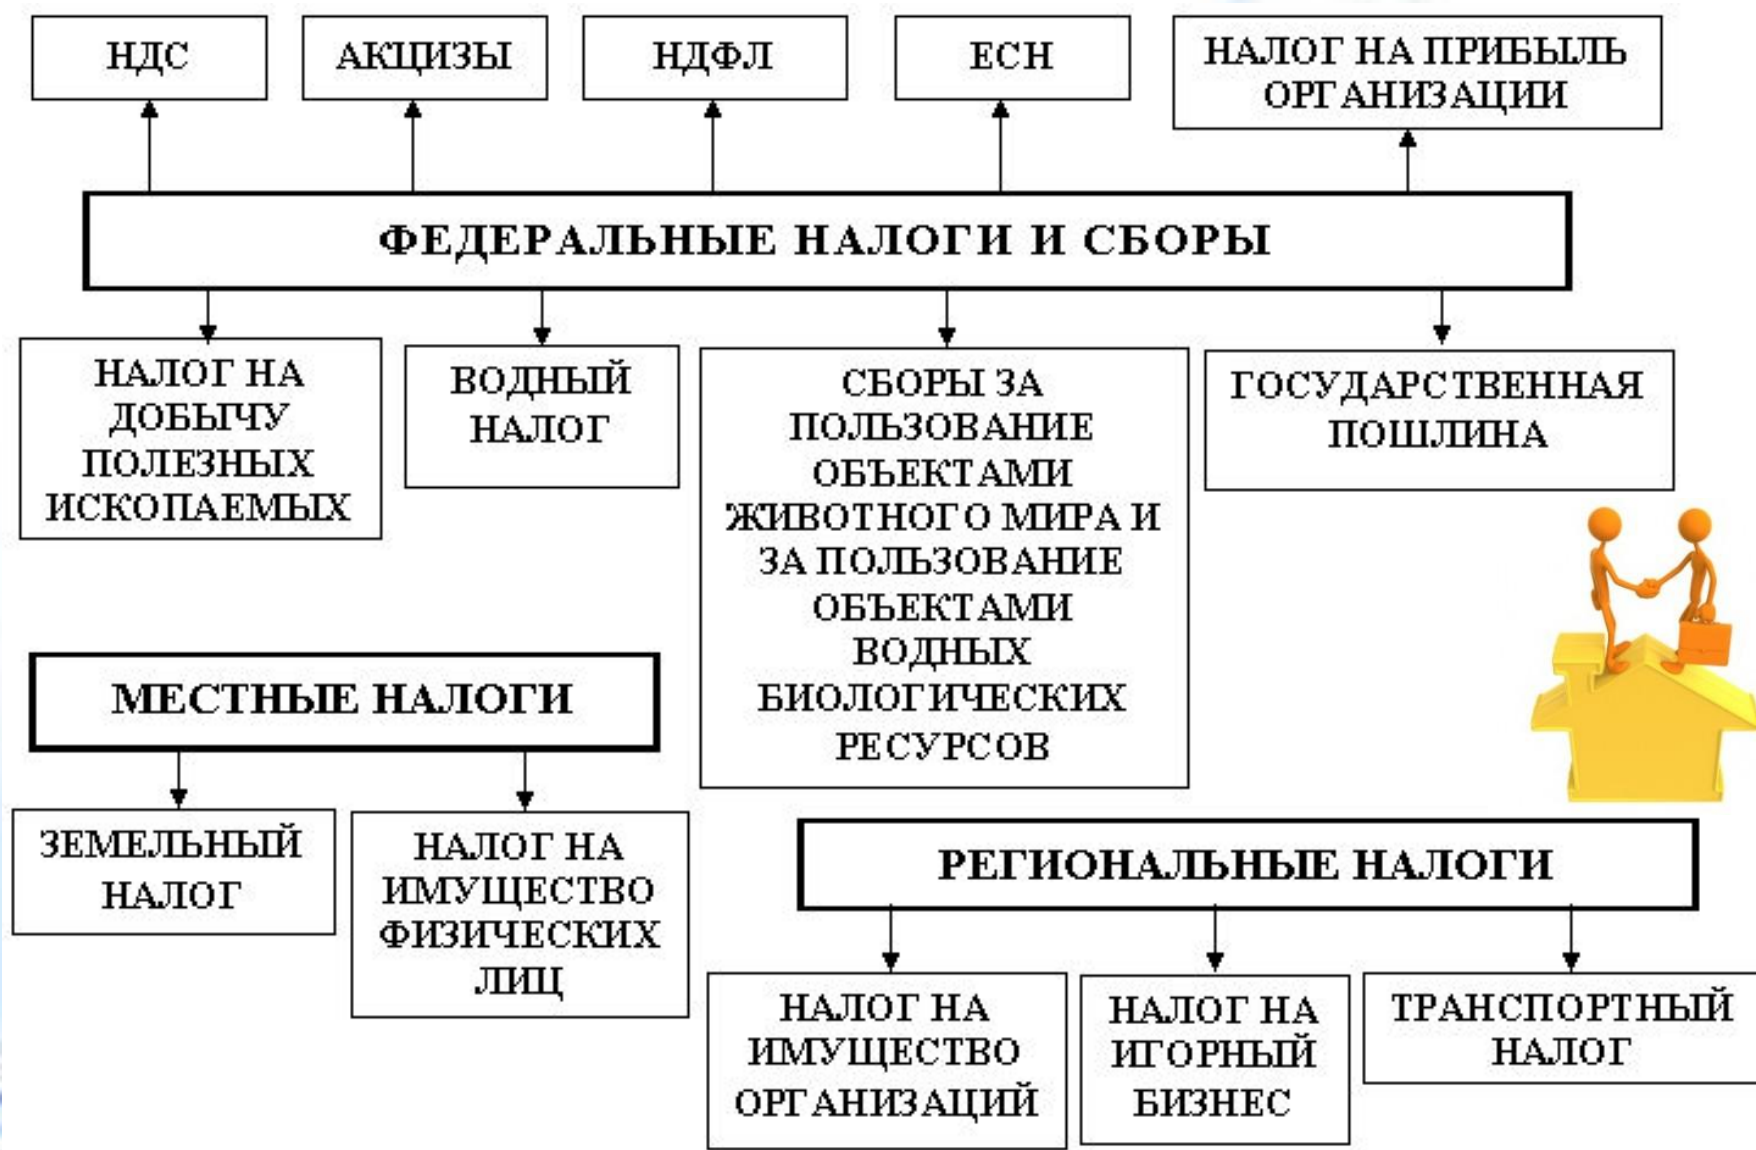 НДС
АКЦИЗЫ
НДФЛ
ЕСН
НАЛОГ НА ПРИБЫЛЬ
ОРГАНИЗАЦИИ
ФЕДЕРАЛЬНЫЕ НАЛОГИ И СБОРЫ
НАЛОГ НА
ДОБЫЧУ
ПОЛЕЗНЫХ
ИСКОПАЕМЫХ
ВОДНЫЙ
НАЛОГ
СБОРЫ ЗА
ПОЛЬЗОВАНИЕ
ОБЪЕКТАМИ
ЖИВОТНОГО МИРА И
ЗА ПОЛЬЗОВАНИЕ
ОБЪЕКТАМИ
ВОДНЫХ
БИОЛОГИЧЕСКИХ
РЕСУРСОВ
ГОСУДАРСТВЕННАЯ
ПОШЛИНА
МЕСТНЫЕ НАЛОГИ
ЗЕМЕЛЬНЫЙ
НАЛОГ
НАЛОГ НА
ИМУЩЕСТВО
ФИЗИЧЕСКИХ
ЛИЦ
РЕГИОНАЛЬНЫЕ НАЛОГИ
НАЛОГ НА
ИМУЩЕСТВО
ОРГАНИЗАЦИЙ
НАЛОГ НА
ИГОРНЫЙ
БИЗНЕС
ТРАНСПОРТНЫЙ
НАЛОГ